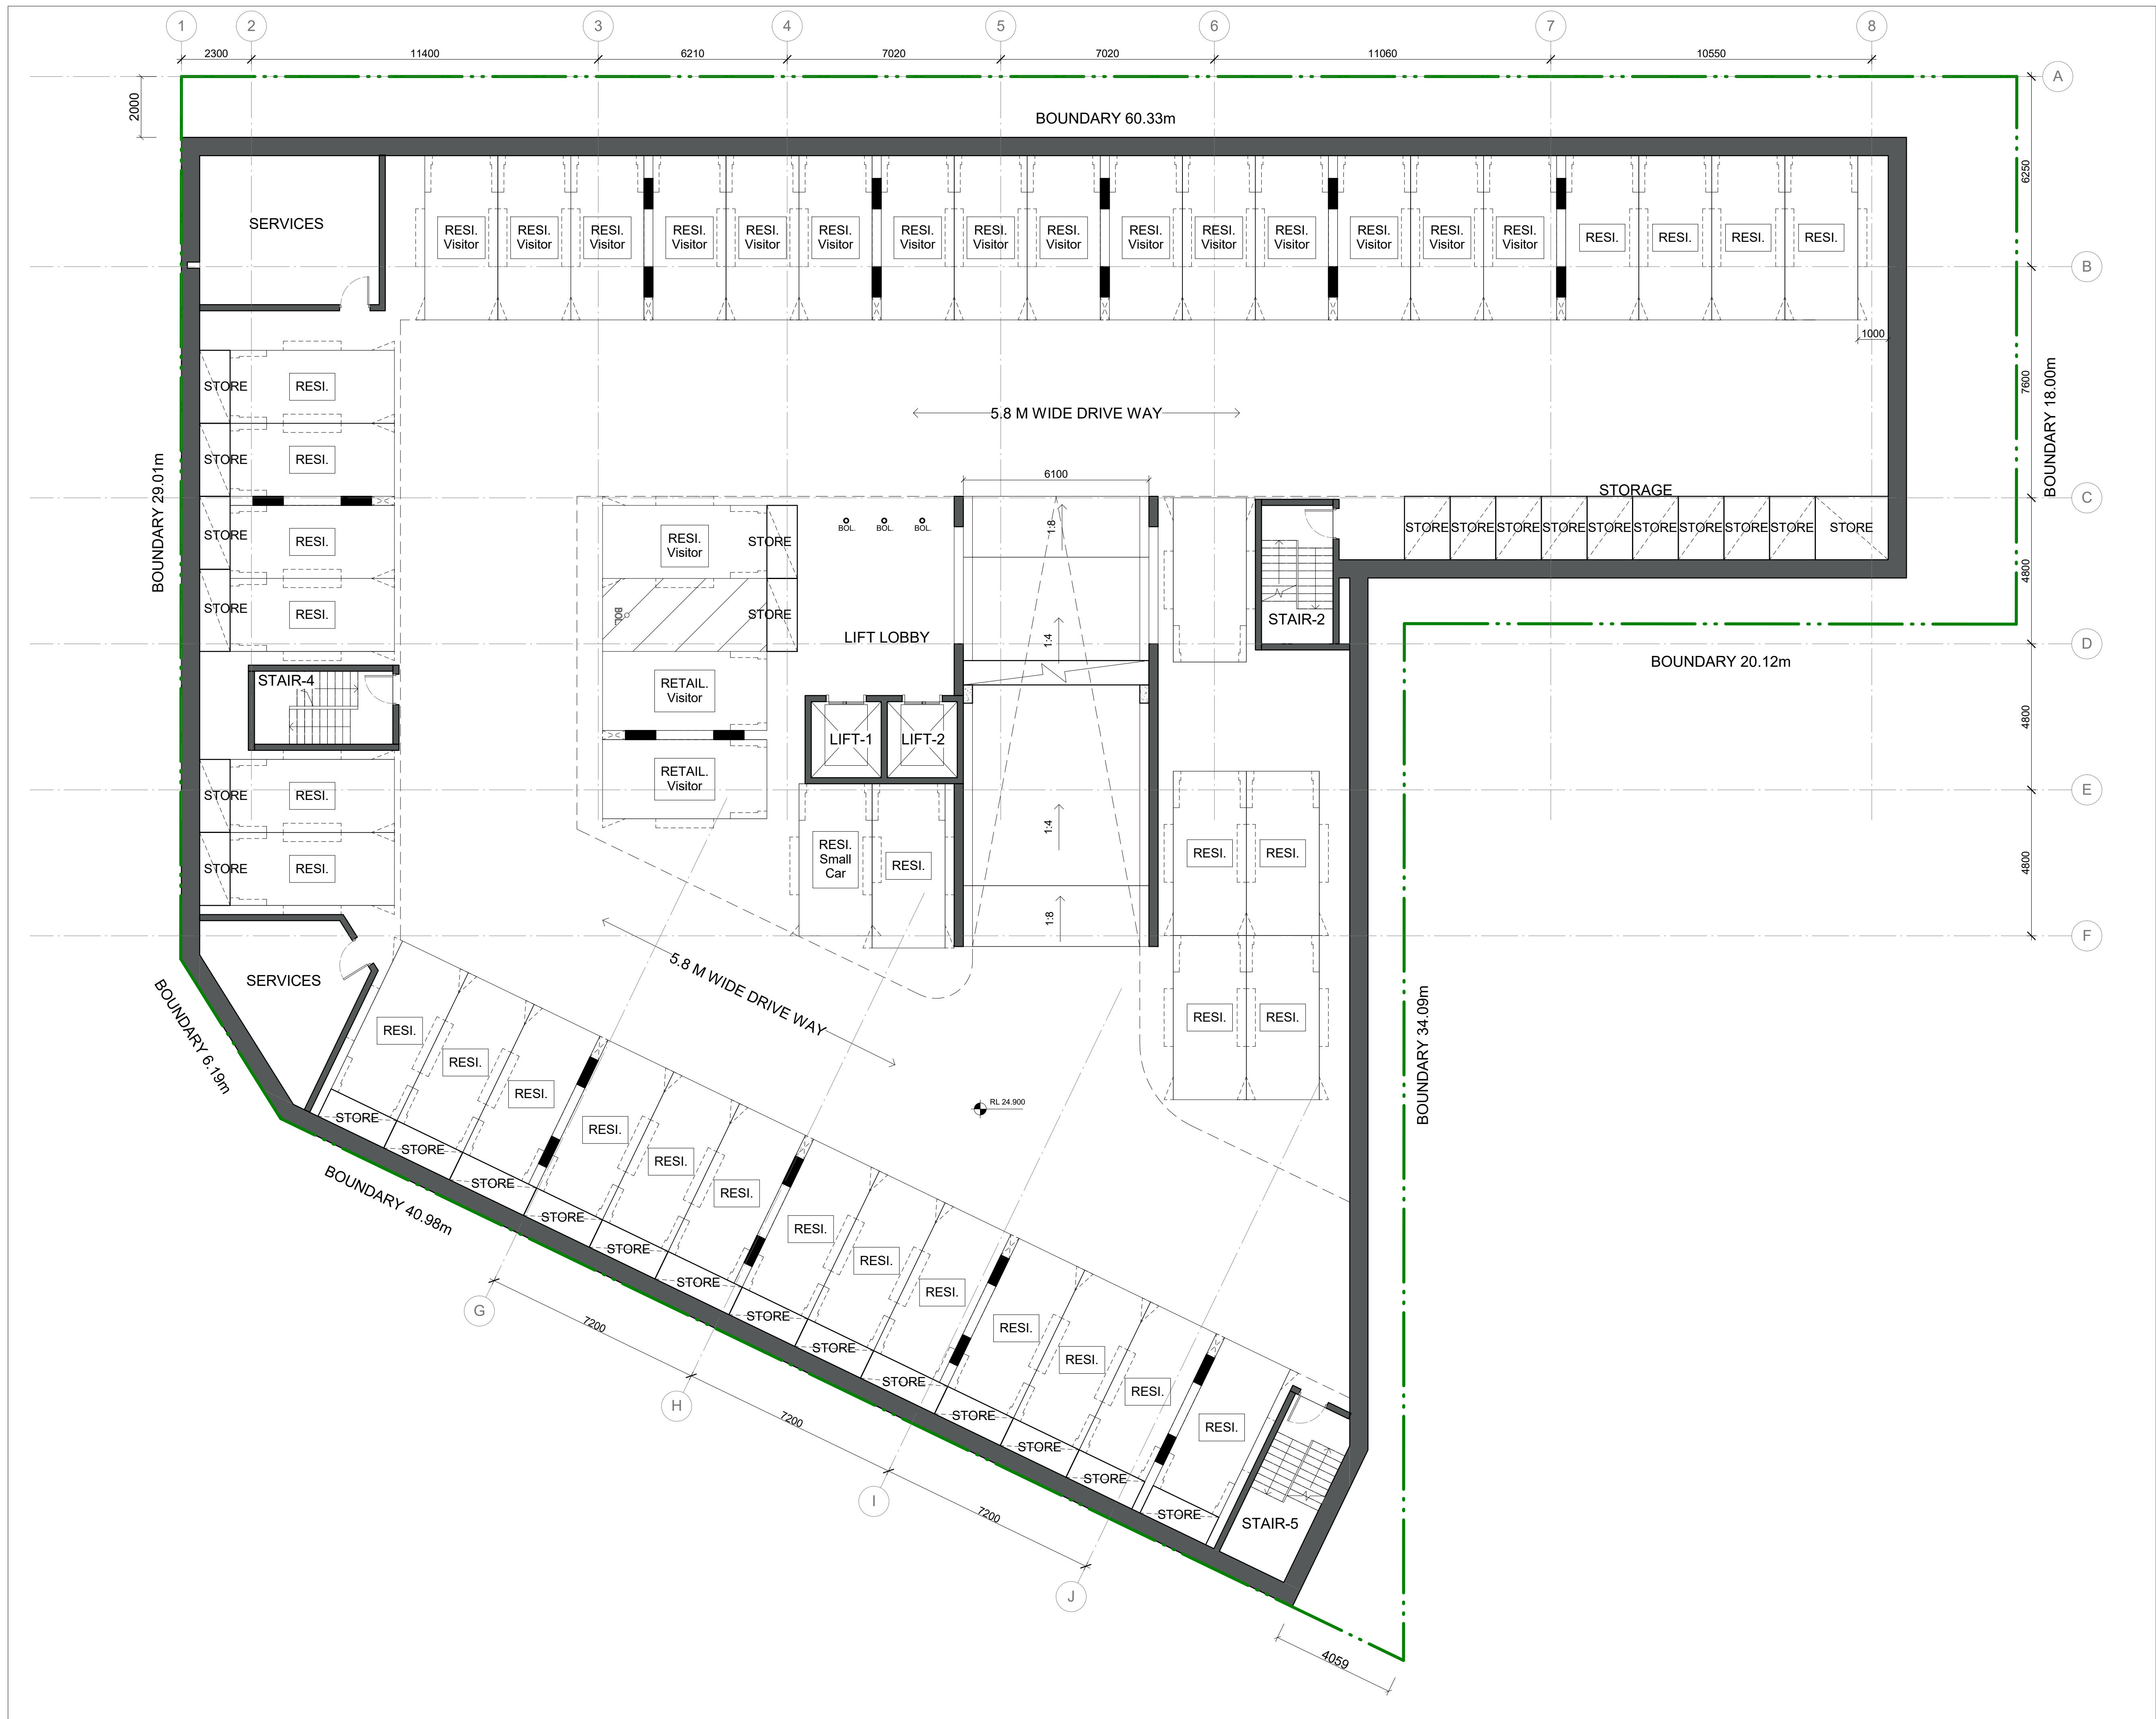 1 2 3 4 5 6 7 8
2300 11400 6210 7020 7020 11060 10550
A
2000
BOUNDARY 60.33m
6250
SERVICES
RESI. RESI. RESI. RESI. RESI. RESI. RESI. RESI. RESI. RESI. RESI. RESI. RESI. RESI. RESI.
Visitor Visitor Visitor Visitor Visitor Visitor Visitor Visitor Visitor Visitor Visitor Visitor Visitor Visitor Visitor
RESI. RESI. RESI. RESI.
B
1000
7600
BOUNDARY 18.00m
STORE RESI.
5.8 M WIDE DRIVE WAY
STORE RESI.
BOUNDARY 29.01m
6100
STORAGE
C
STORE STORE STORE STORE STORE STORE STORE STORE STORE STORE
1:8
BOL. BOL. BOL.
STORE RESI.
RESI.
Visitor
STORE
4800
STORE RESI.
BOL.
STORE
STAIR-2
LIFT LOBBY
1:4
D
BOUNDARY 20.12m
STAIR-4
RETAIL.
Visitor
4800
LIFT-1 LIFT-2
RETAIL.
Visitor
E
STORE RESI.
1:4
RESI.
Small
Car
RESI.
RESI. RESI.
4800
STORE RESI.
1:8
F
SERVICES
5.8 M WIDE DRIVE WAY
RESI. RESI.
BOUNDARY 6.19m
BOUNDARY 34.09m
RL 24.900
RESI.
RESI.
RESI.
RESI.
RESI.
RESI.
RESI.
RESI.
RESI.
RESI.
RESI.
RESI.
RESI.
STORE
STORE
STORE
STORE
STORE
STORE
STORE
STORE
STORE
STORE
STORE
STORE
STORE
BOUNDARY 40.98m
STAIR-5
G
7200
H
7200
I
7200
J
4059